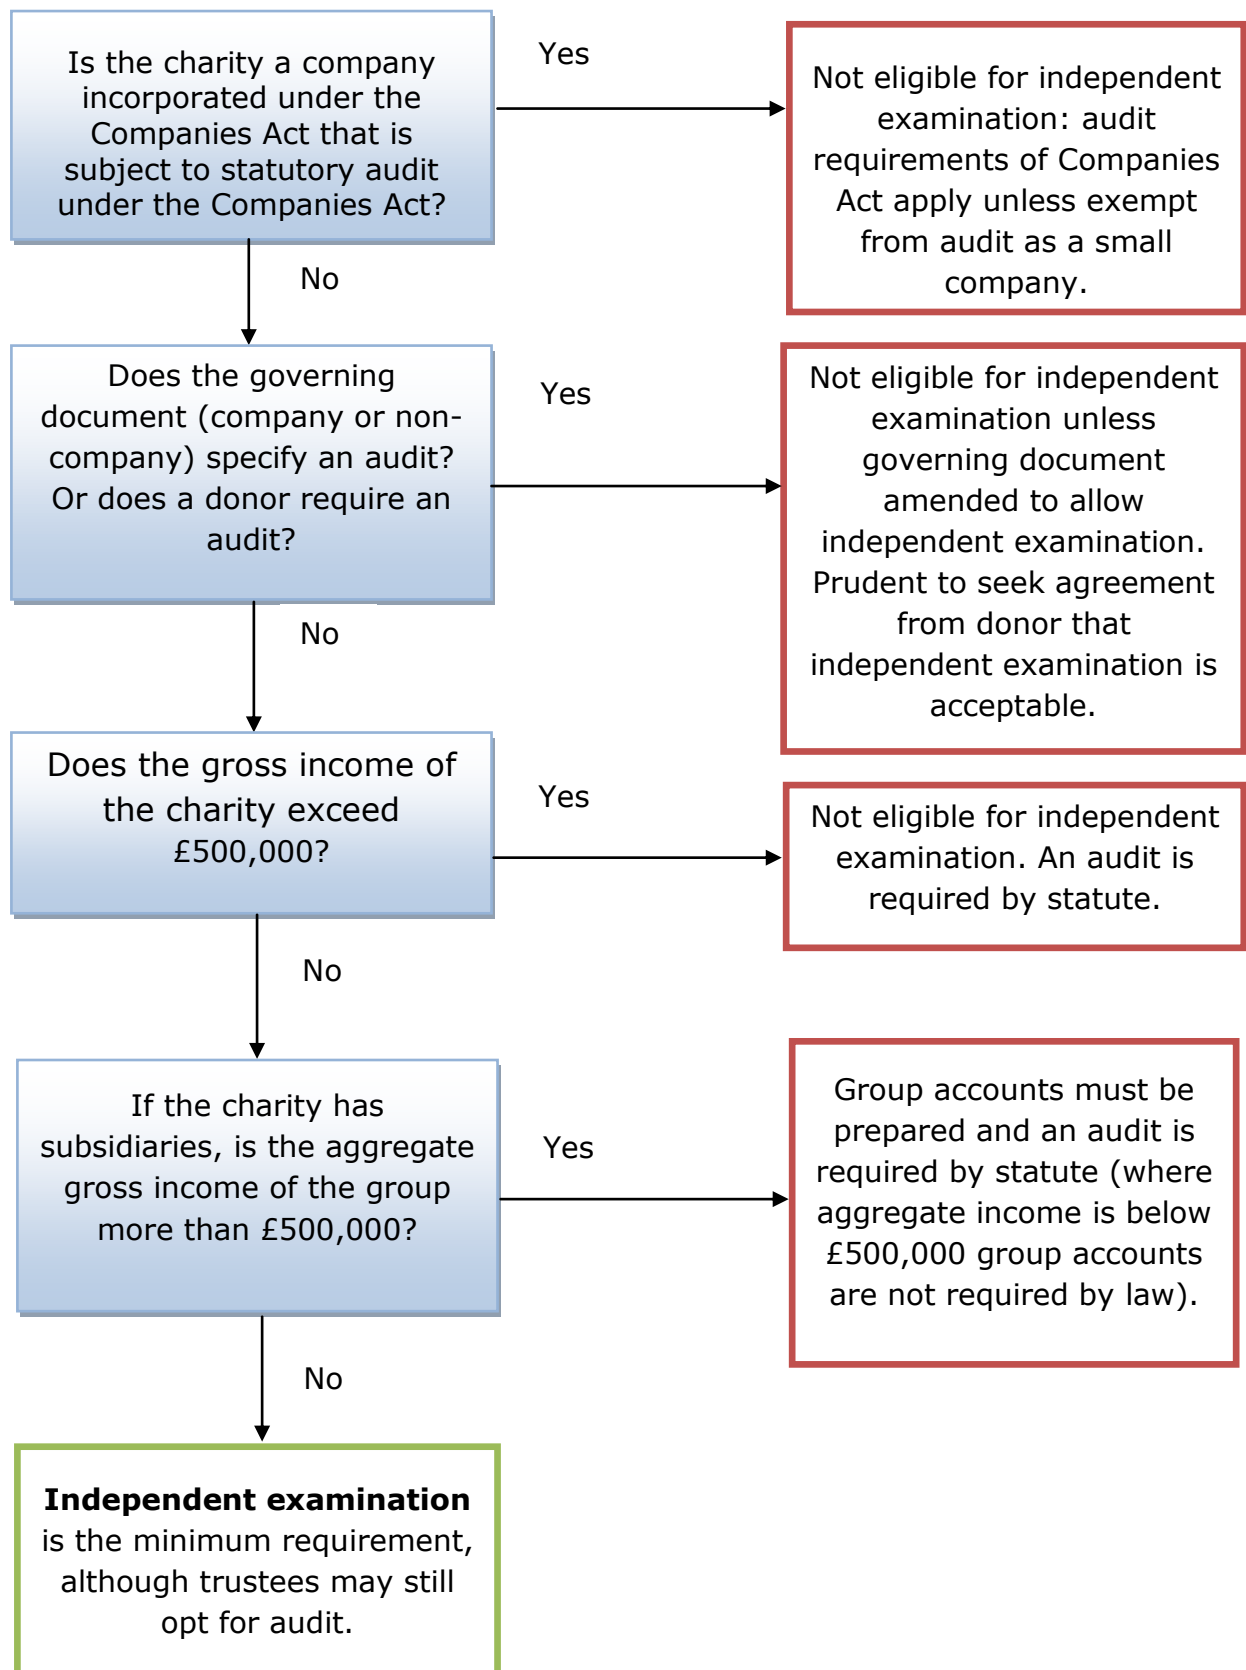 Is the charity a company
incorporated under the
Companies Act that is
subject to statutory audit
under the Companies Act?
Yes
Not eligible for independent
examination: audit
requirements of Companies
Act apply unless exempt
from audit as a small
company.
No
Does the governing
document (company or non-
company) specify an audit?
Or does a donor require an
audit?
Yes
Not eligible for independent
examination unless
governing document
amended to allow
independent examination.
Prudent to seek agreement
from donor that
independent examination is
acceptable.
No
Does the gross income of
the charity exceed
£500,000?
Yes
Not eligible for independent
examination. An audit is
required by statute.
No
If the charity has
subsidiaries, is the aggregate
gross income of the group
more than £500,000?
Yes
Group accounts must be
prepared and an audit is
required by statute (where
aggregate income is below
£500,000 group accounts
are not required by law).
No
Independent examination
is the minimum requirement,
although trustees may still
opt for audit.